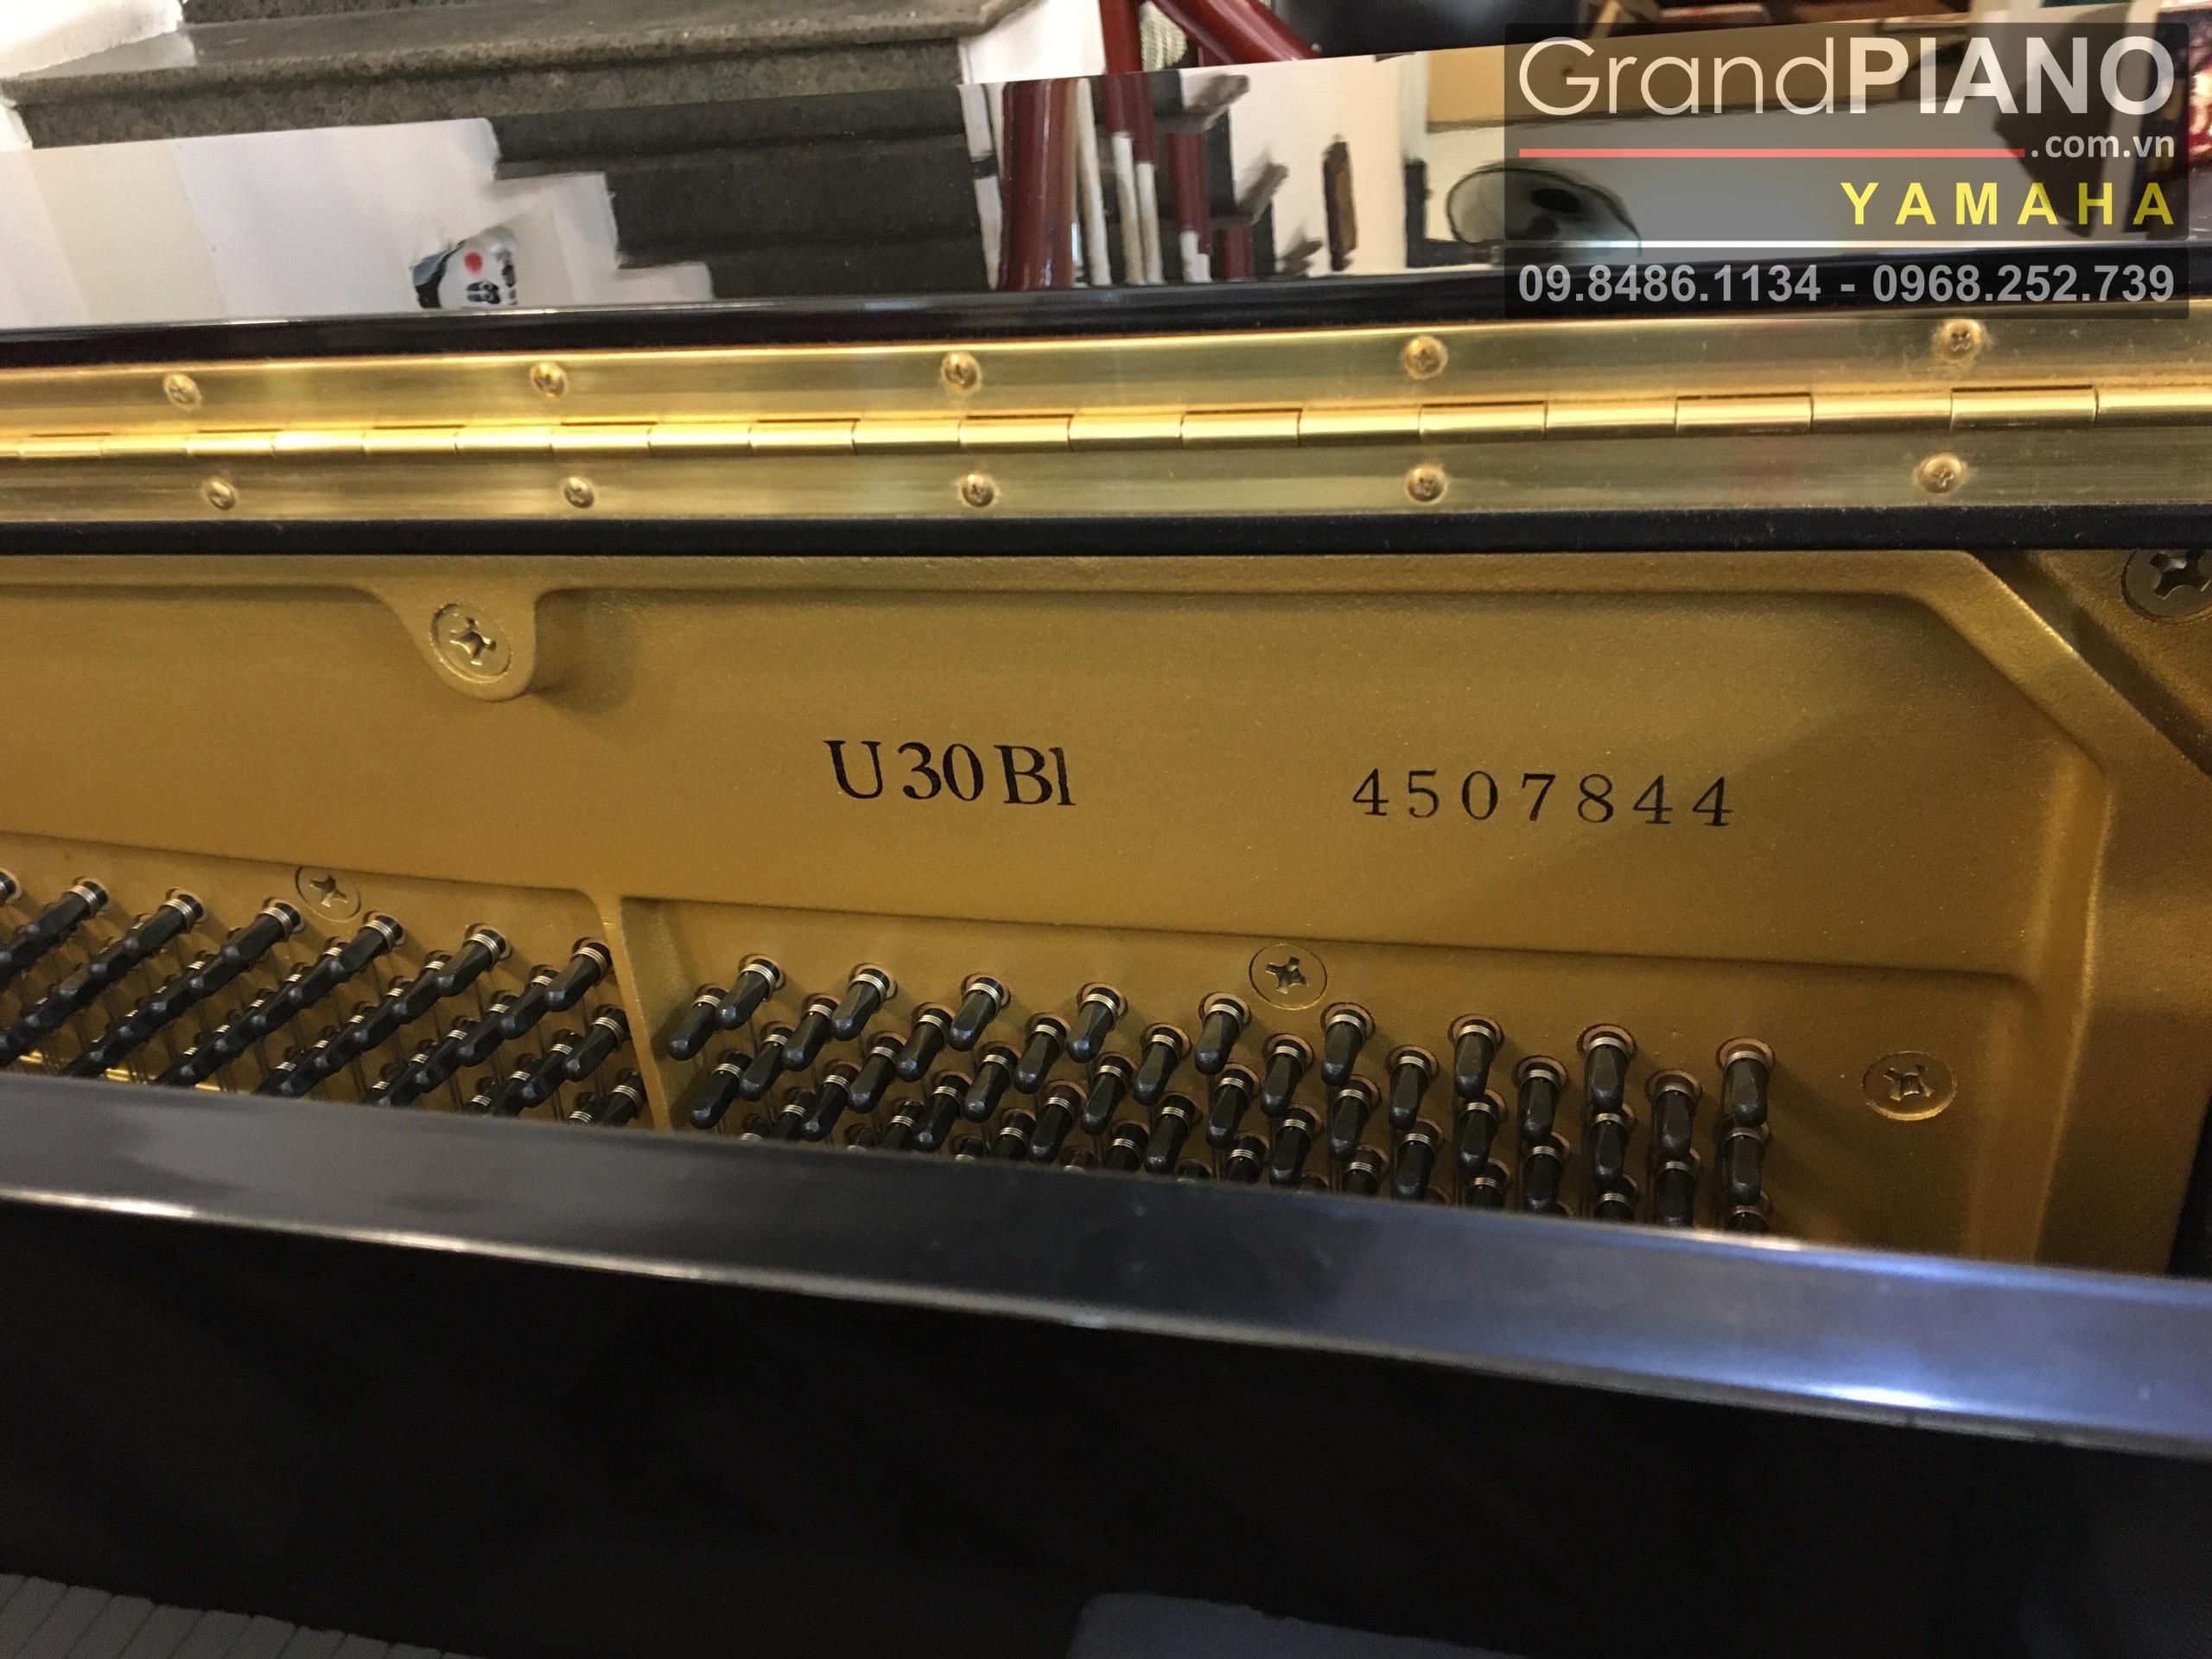 GrandPIANO
.com.vn
YAMAHA
09.8486.1134 - 0968.252.739
U30Bl 4507844